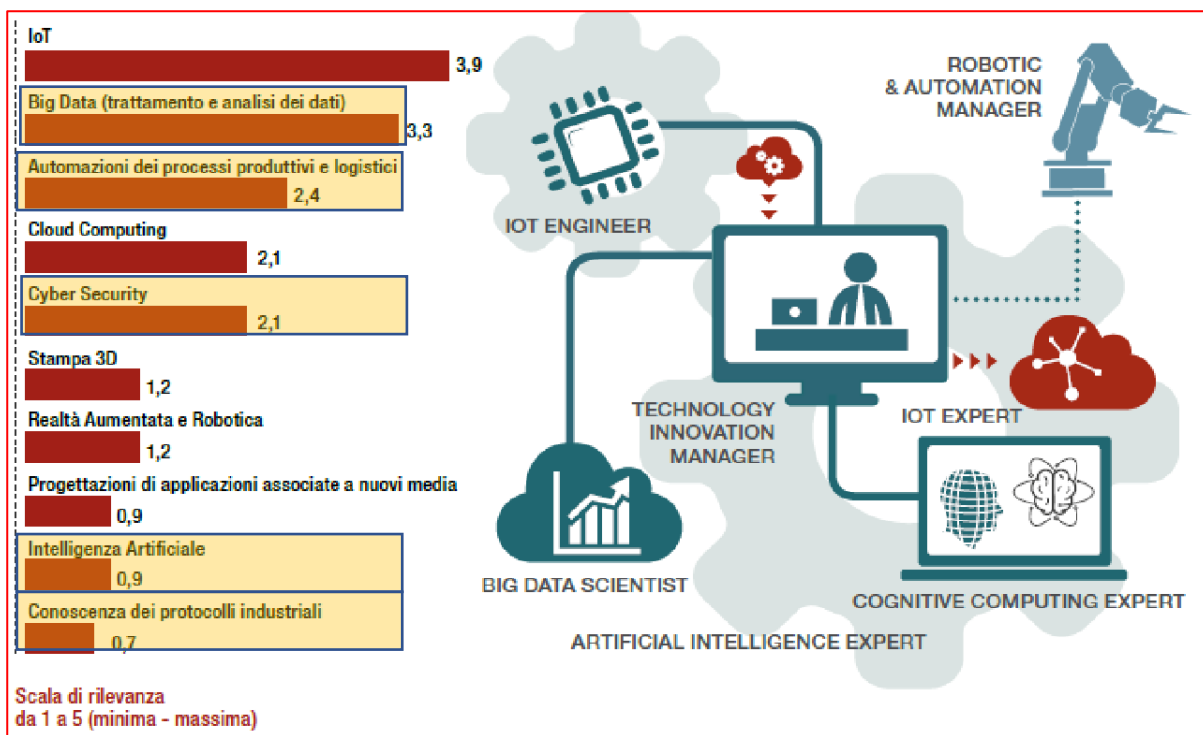 IoT
3,9
Big Data (trattamento e analisi dei dati)
3,3
Automazioni dei processi produttivi e logistici
2,4
Cloud Computing
2,1
Cyber Security
2,1
Stampa 3D
1,2
Realtà Aumentata e Robotica
1,2
Progettazioni di applicazioni associate a nuovi media
0,9
Intelligenza Artificiale
0,9
Conoscenza dei protocolli industriali
0,7
Scala di rilevanza
da 1 a 5 (minima - massima)
ROBOTIC
& AUTOMATION
MANAGER
IOT ENGINEER
TECHNOLOGY
INNOVATION
MANAGER
IOT EXPERT
BIG DATA SCIENTIST
COGNITIVE COMPUTING EXPERT
ARTIFICIAL INTELLIGENCE EXPERT